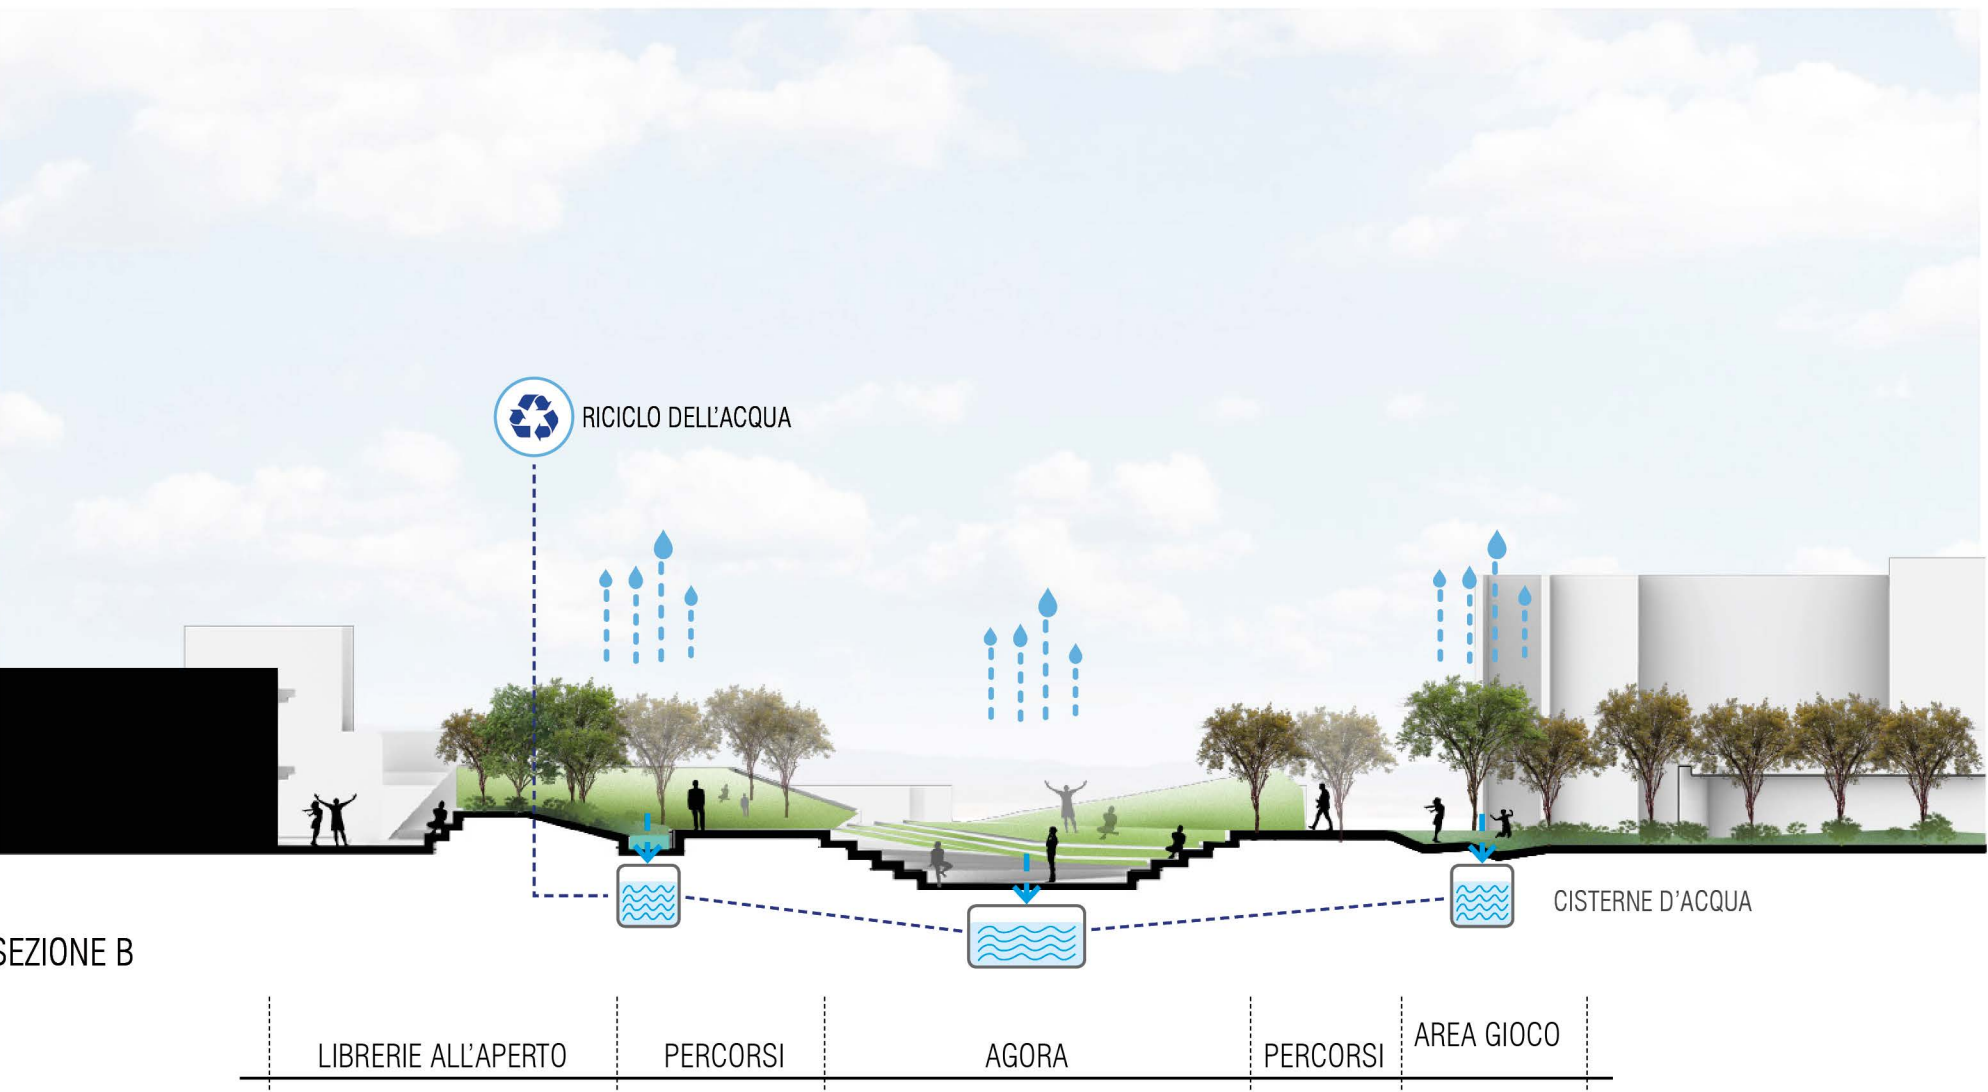 RICICLO DELL'ACQUA
CISTERNE D'ACQUA
SEZIONE B
LIBRERIE ALL'APERTO
PERCORSI
AGORA
PERCORSI
AREA GIOCO